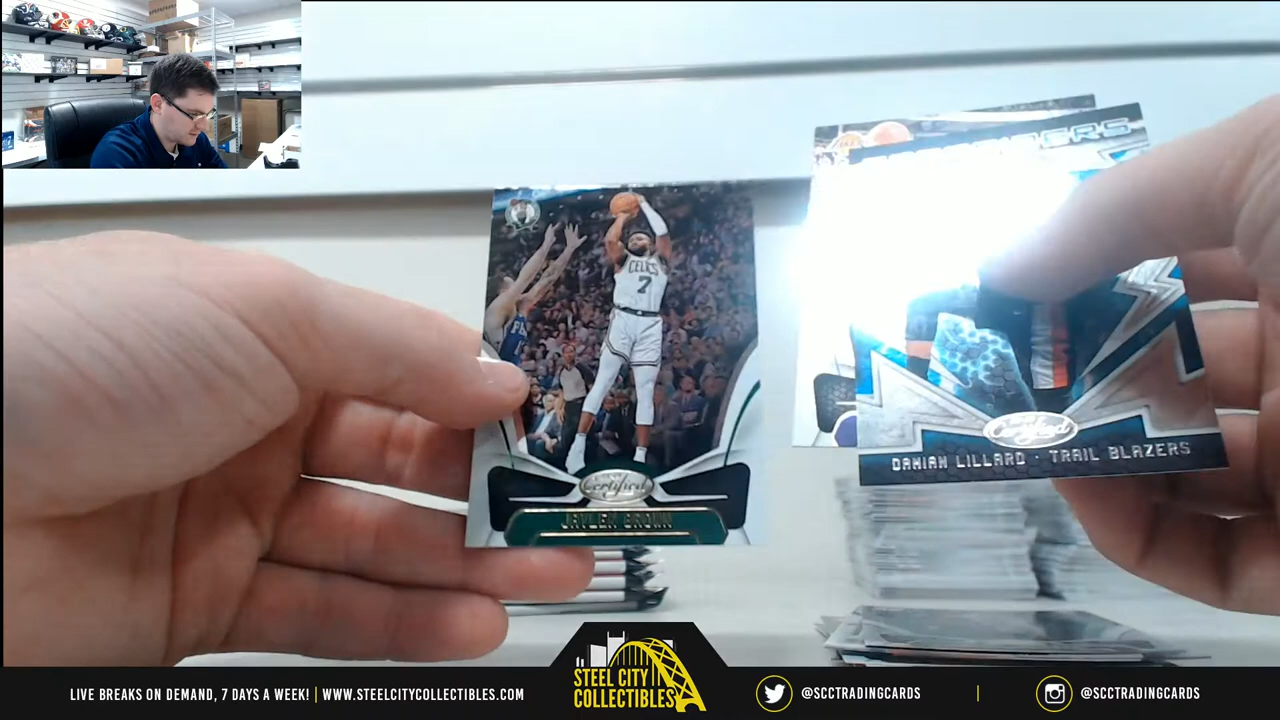 CELTICS
7
Certified
JAYLEN BROWN
Certified
DAMIAN LILLARD · TRAIL BLAZERS
LIVE BREAKS ON DEMAND, 7 DAYS A WEEK! | WWW.STEELCITYCOLLECTIBLES.COM
STEEL CITY
COLLECTIBLES
@SCCTRADINGCARDS
@SCCTRADINGCARDS